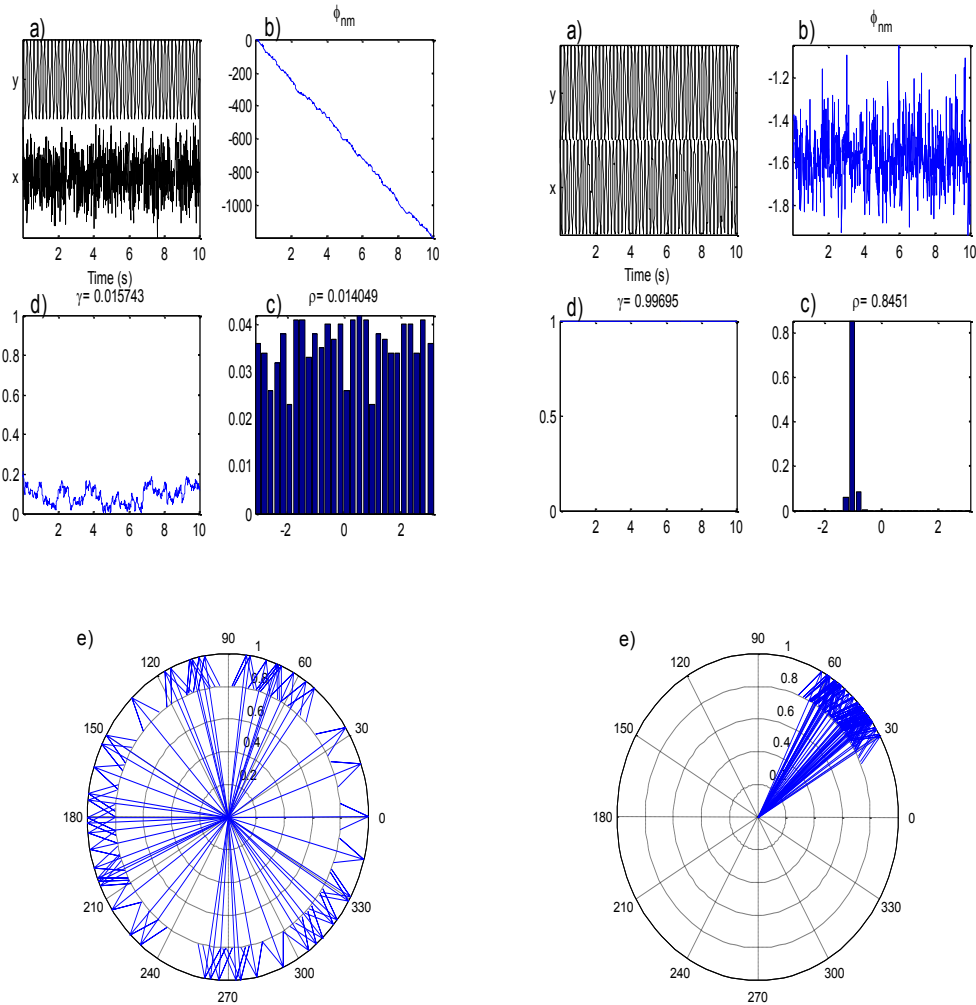 a)
y
x
2 4 6 8 10
Time (s)
b)
ϕnm
0
-200
-400
-600
-800
-1000
2 4 6 8 10
d)
γ= 0.015743
1
0.8
0.6
0.4
0.2
0
2 4 6 8 10
c)
ρ= 0.014049
0.04
0.03
0.02
0.01
0
-2 0 2
a)
y
x
2 4 6 8 10
Time (s)
b)
ϕnm
-1.2
-1.4
-1.6
-1.8
2 4 6 8 10
d)
γ= 0.99695
1
0.5
0
2 4 6 8 10
c)
ρ= 0.8451
0.8
0.6
0.4
0.2
0
-2 0 2
e)
90
1
120 60
0.8
0.6
150 30
0.4
0.2
180 0
210 330
240 300
270
e)
90
1
120 60
0.8
0.6
150 30
0.4
180 0
210 330
240 300
270